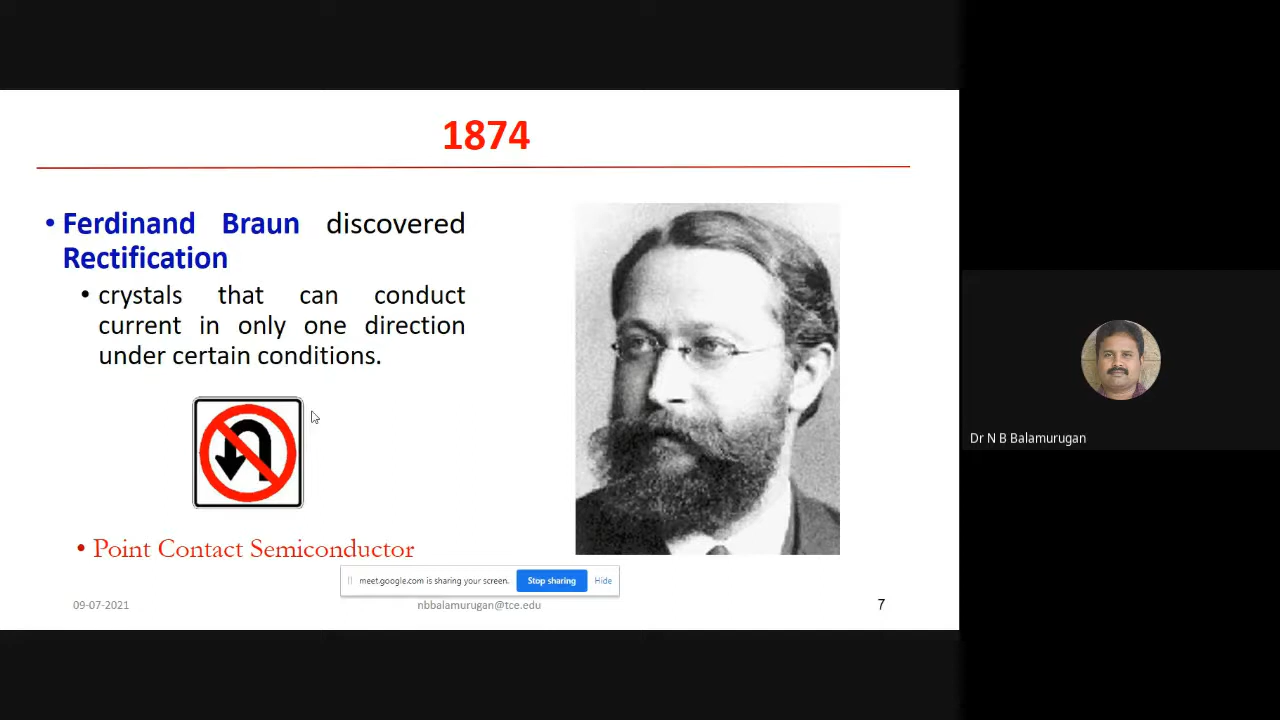 1874
• Ferdinand Braun discovered
Rectification
• crystals that can conduct
current in only one direction
under certain conditions.
• Point Contact Semiconductor
meet.google.com is sharing your screen. Stop sharing Hide
09-07-2021 nbbalamurugan@tce.edu 7
Dr N B Balamurugan